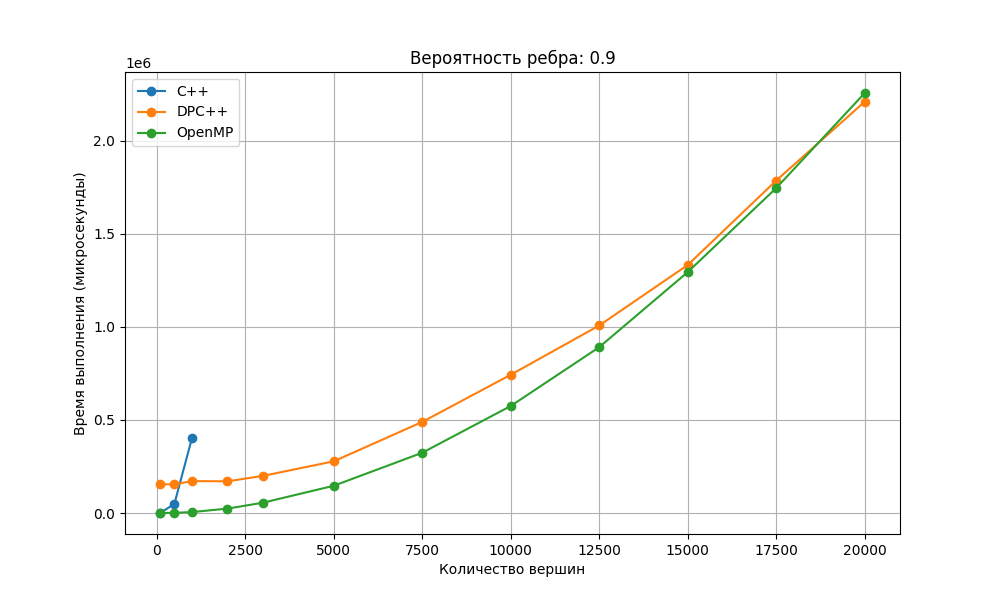 Вероятность ребра: 0.9
1e6
C++
DPC++
OpenMP
Время выполнения (микросекунды)
2.0
1.5
1.0
0.5
0.0
0 2500 5000 7500 10000 12500 15000 17500 20000
Количество вершин